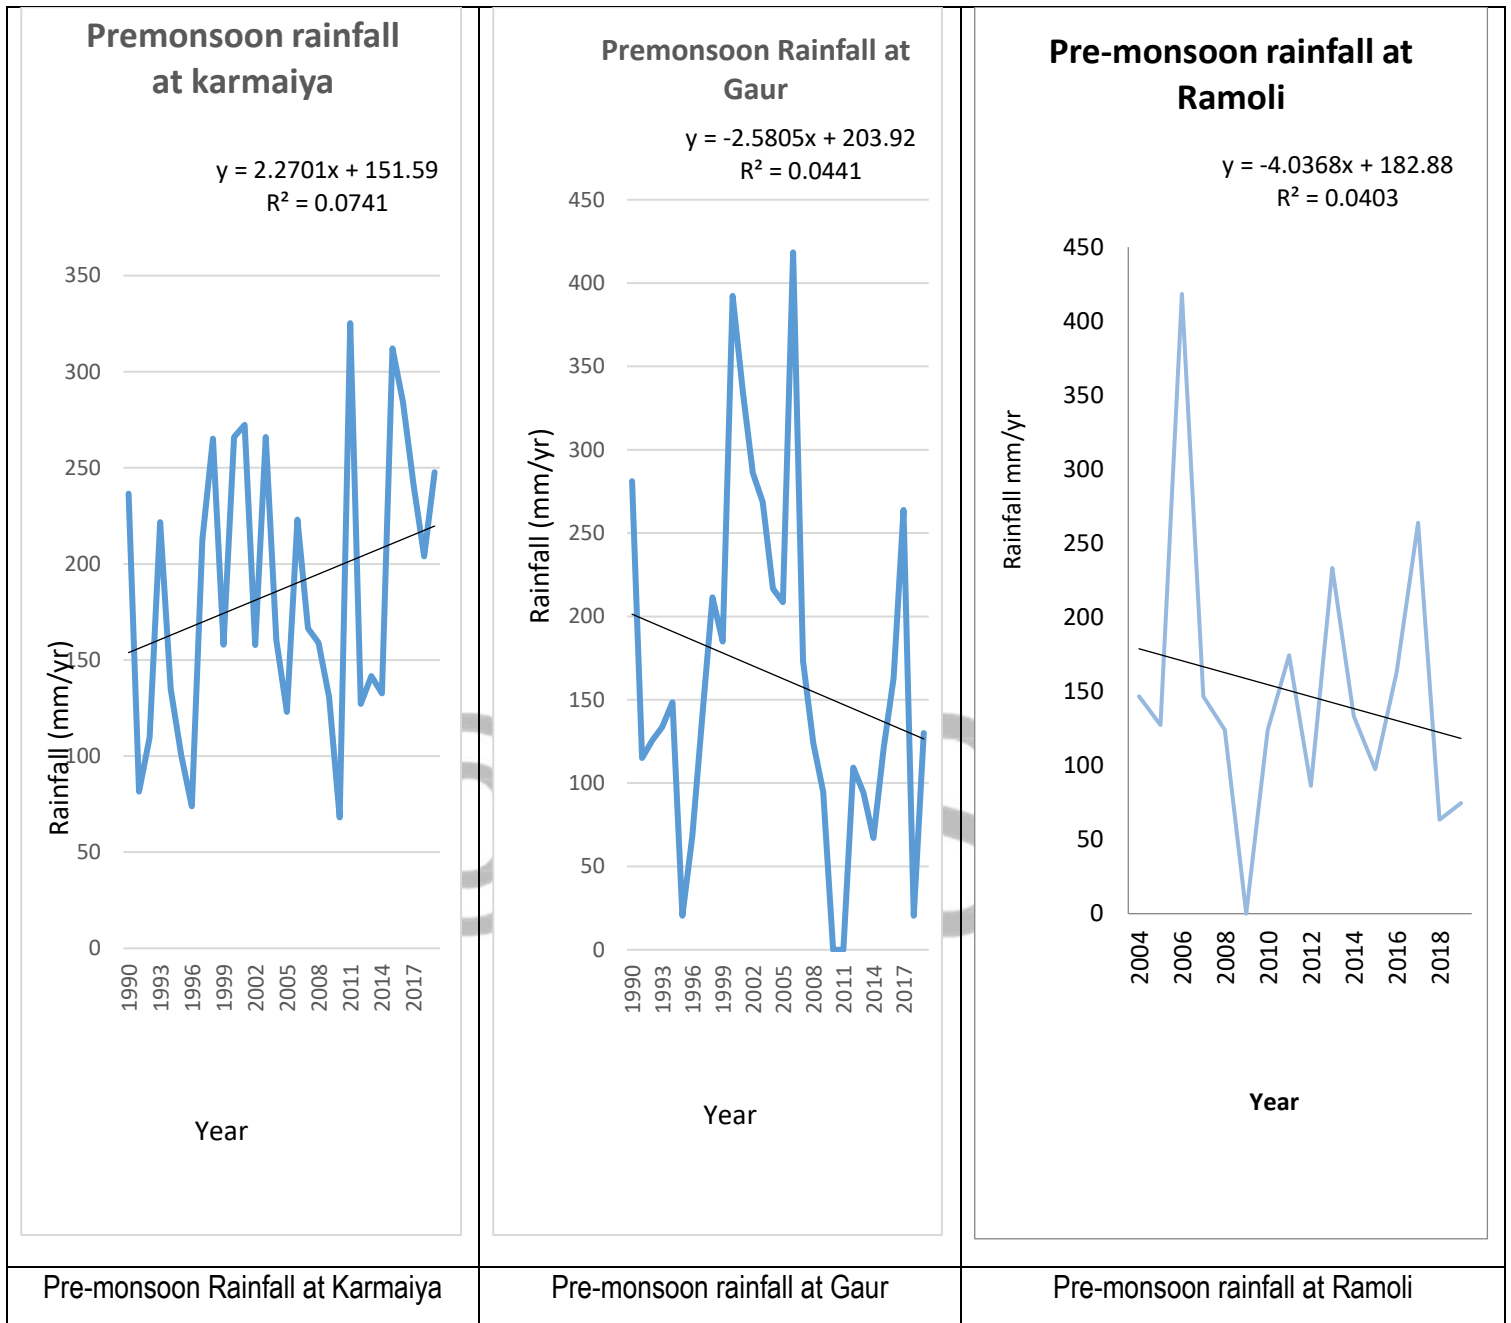 Premonsoon rainfall
at karmaiya
y = 2.2701x + 151.59
R² = 0.0741
350
300
250
200
150
100
50
0
Rainfall (mm/yr)
1990
1993
1996
1999
2002
2005
2008
2011
2014
2017
Year
Premonsoon Rainfall at
Gaur
y = -2.5805x + 203.92
R² = 0.0441
450
400
350
300
250
200
150
100
50
0
Rainfall (mm/yr)
1990
1993
1996
1999
2002
2005
2008
2011
2014
2017
Year
Pre-monsoon rainfall at
Ramoli
y = -4.0368x + 182.88
R² = 0.0403
450
400
350
300
250
200
150
100
50
0
Rainfall mm/yr
2004
2006
2008
2010
2012
2014
2016
2018
Year
Pre-monsoon Rainfall at Karmaiya
Pre-monsoon rainfall at Gaur
Pre-monsoon rainfall at Ramoli